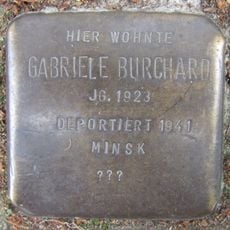 HIER WOHNTE
GABRIELE BURCHARD
JG. 1923
DEPORTIERT 1941
MINSK
???